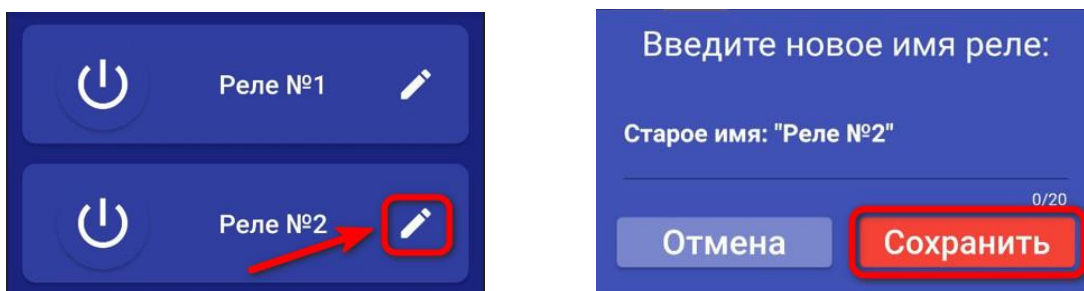 Реле №1
Реле №2
Введите новое имя реле:
Старое имя: "Реле №2"
0/20
Отмена
Сохранить